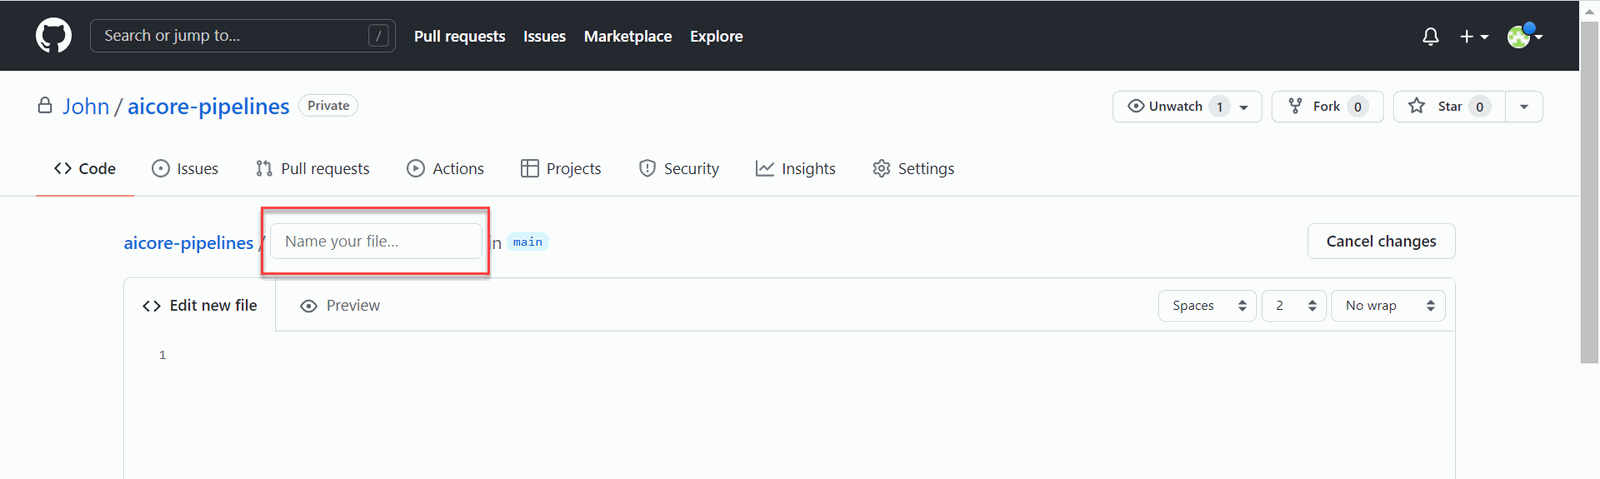 Search or jump to... / Pull requests Issues Marketplace Explore
John / aicore-pipelines Private Unwatch 1 Fork 0 Star 0
Code Issues Pull requests Actions Projects Security Insights Settings
aicore-pipelines / Name your file... in main Cancel changes
Edit new file Preview Spaces 2 No wrap
1